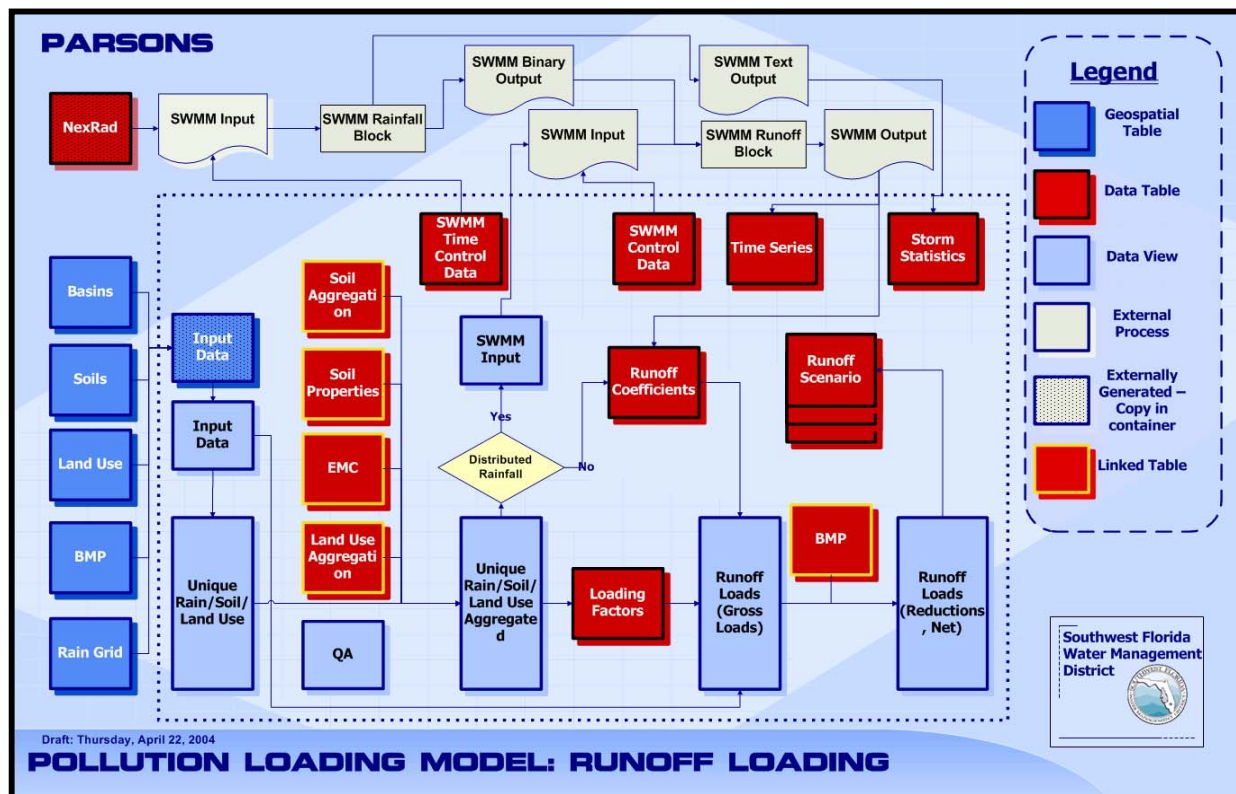 PARSONS
NexRad
SWMM Input
SWMM Rainfall
Block
SWMM Binary
Output
SWMM Input
SWMM Text
Output
SWMM Runoff
Block
SWMM Output
Legend
Geospatial
Table
Data Table
Data View
External
Process
Externally
Generated –
Copy in
container
Linked Table
SWMM
Time
Control
Data
SWMM
Control
Data
Time Series
Storm
Statistics
Basins
Soils
Land Use
BMP
Rain Grid
Input
Data
Input
Data
Unique
Rain/Soil/
Land Use
Soil
Aggregati
on
Soil
Properties
EMC
Land Use
Aggregati
on
QA
SWMM
Input
Yes
Distributed
Rainfall
No
Unique
Rain/Soil/
Land Use
Aggregate
d
Runoff
Coefficients
Runoff
Scenario
Loading
Factors
Runoff
Loads
(Gross
Loads)
BMP
Runoff
Loads
(Reductions
, Net)
Southwest Florida
Water Management
District
Draft: Thursday, April 22, 2004
POLLUTION LOADING MODEL: RUNOFF LOADING